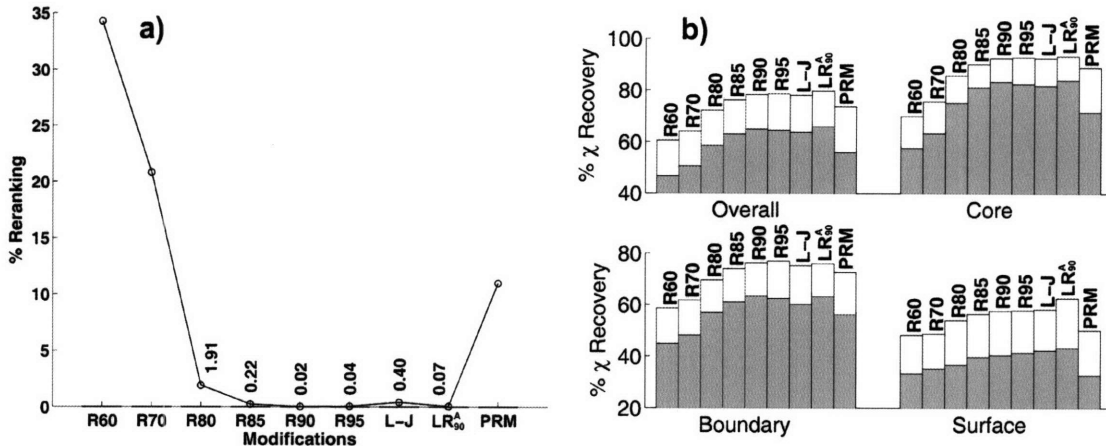 a)
% Reranking
35
30
25
20
15
10
5
0
1.91
0.22
0.02
0.04
0.40
0.07
R60 R70 R80 R85 R90 R95 L-J LR^A_90 PRM
Modifications
b)
% χ Recovery
100
80
60
40
R60 R70 R80 R85 R90 R95 L-J LR^A_90 PRM
Overall
R60 R70 R80 R85 R90 R95 L-J LR^A_90 PRM
Core
% χ Recovery
80
60
40
20
R60 R70 R80 R85 R90 R95 L-J LR^A_90 PRM
Boundary
R60 R70 R80 R85 R90 R95 L-J LR^A_90 PRM
Surface